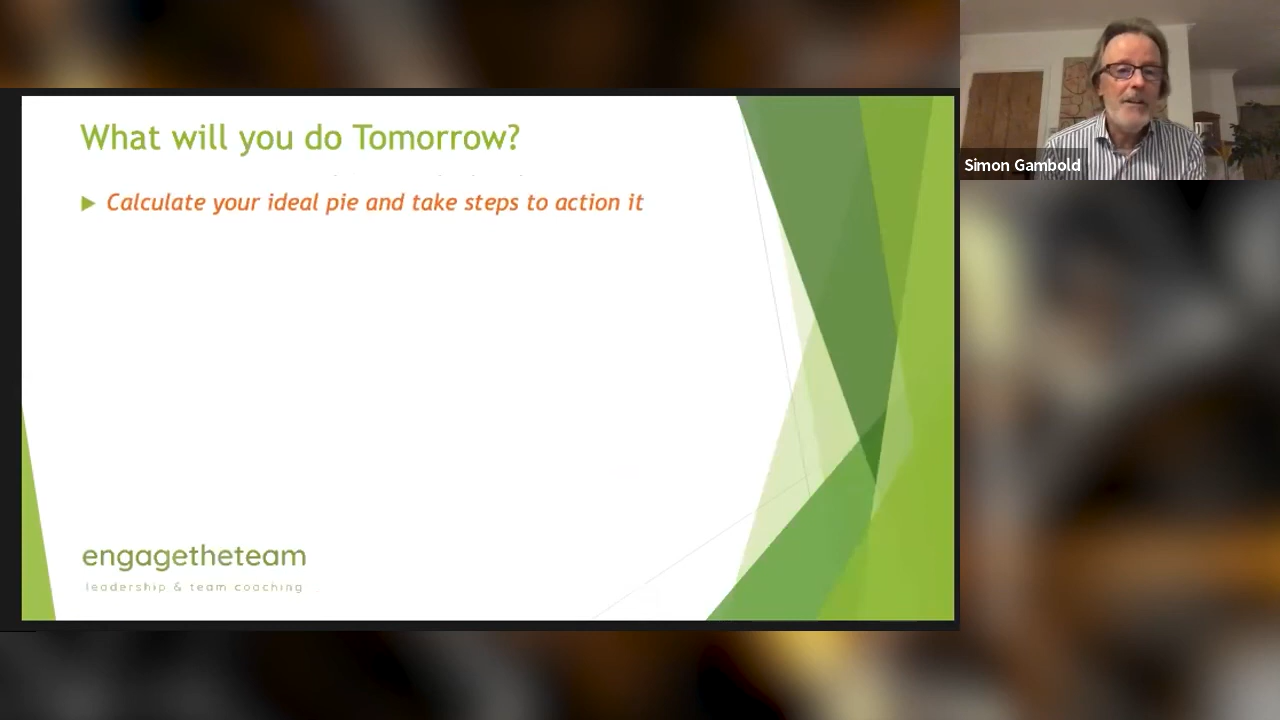 What will you do Tomorrow?
Calculate your ideal pie and take steps to action it
engagetheteam
leadership & team coaching
Simon Gambold